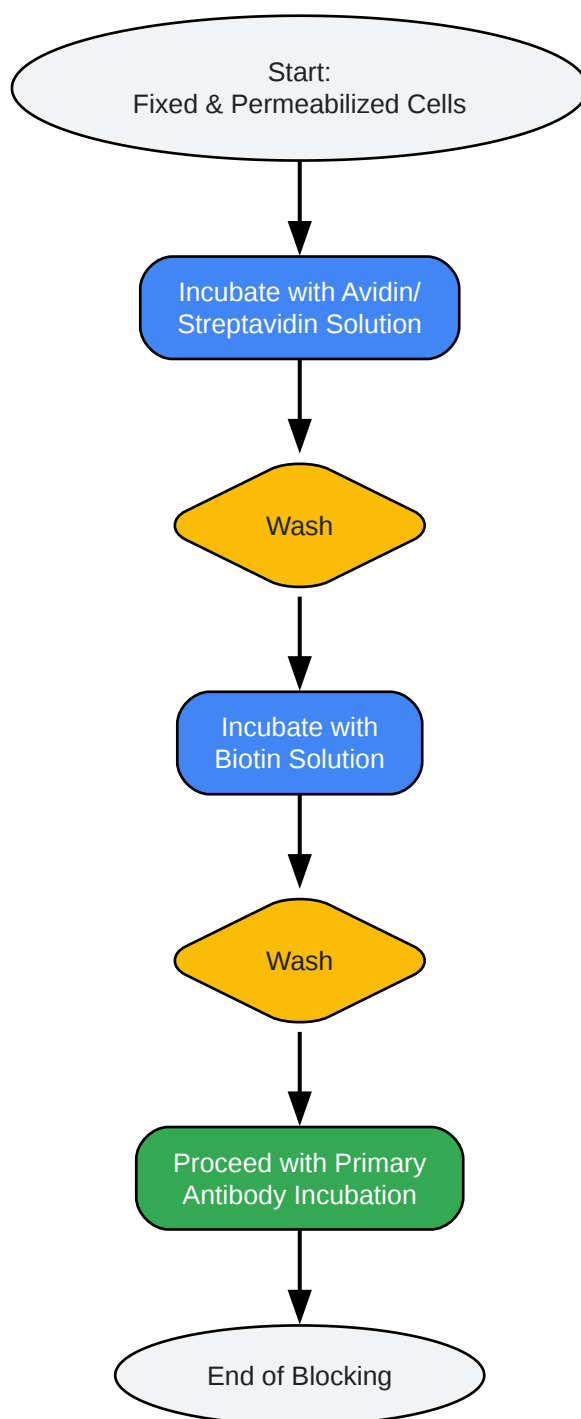 Start:
Fixed & Permeabilized Cells
Incubate with Avidin/
Streptavidin Solution
Wash
Incubate with
Biotin Solution
Wash
Proceed with Primary
Antibody Incubation
End of Blocking